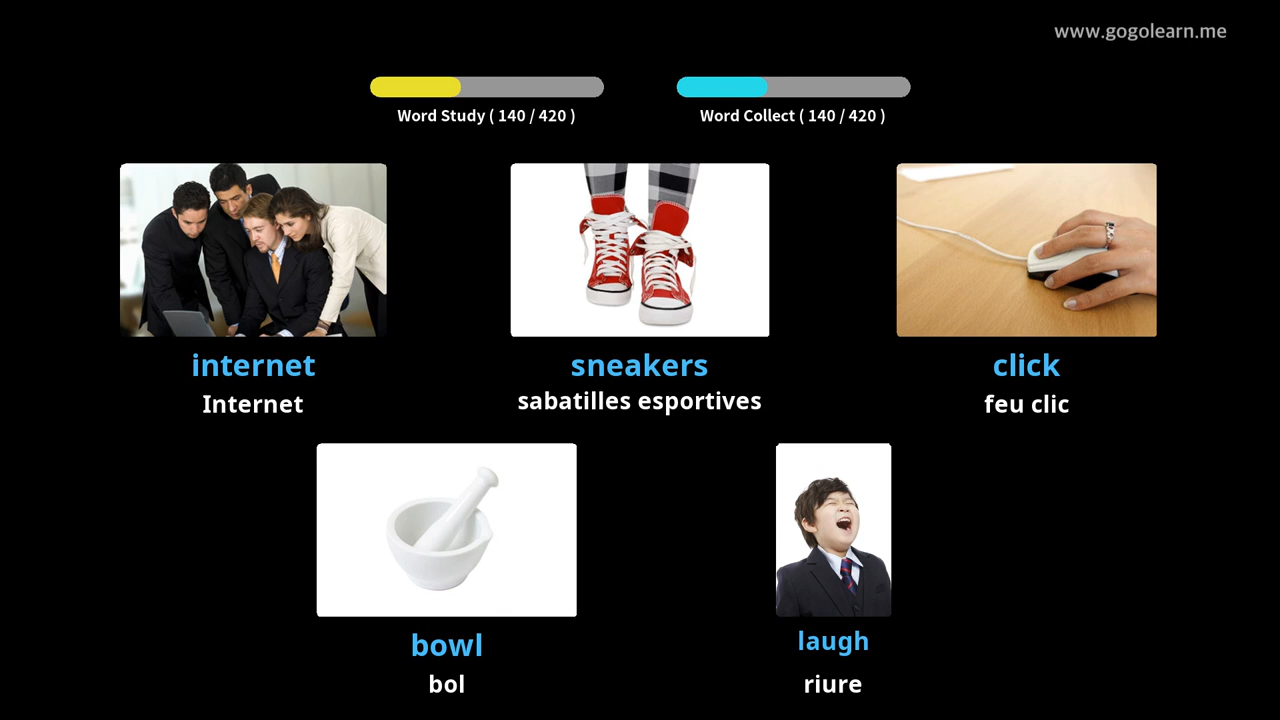 www.gogolearn.me
Word Study ( 140 / 420 )
Word Collect ( 140 / 420 )
internet
Internet
sneakers
sabatilles esportives
click
feu clic
bowl
bol
laugh
riure